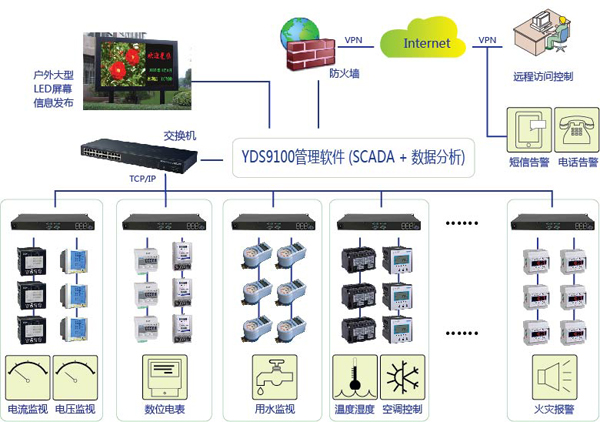 户外大型
LED屏幕
信息发布
VPN
Internet
VPN
防火墙
远程访问控制
交换机
TCP/IP
YDS9100管理软件 (SCADA + 数据分析)
短信告警
电话告警
······
······
电流监视
电压监视
数位电表
用水监视
温度湿度
空调控制
火灾报警